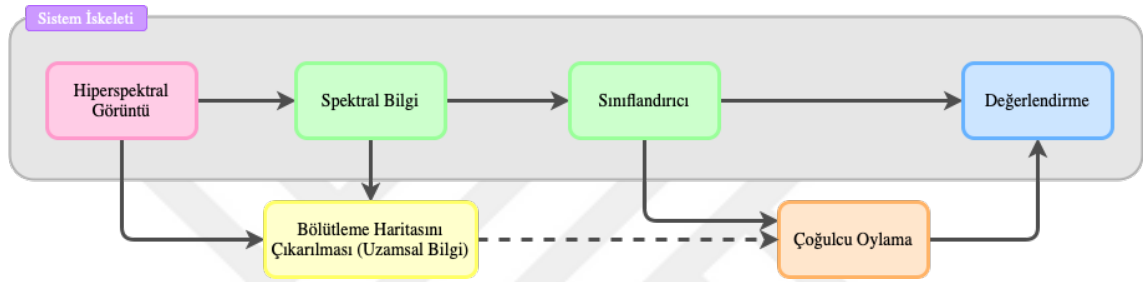 Sistem İskeleti
Hiperspektral
Görüntü
Spektral Bilgi
Sınıflandırıcı
Değerlendirme
Bölütleme Haritasını
Çıkarılması (Uzamsal Bilgi)
Çoğulcu Oylama